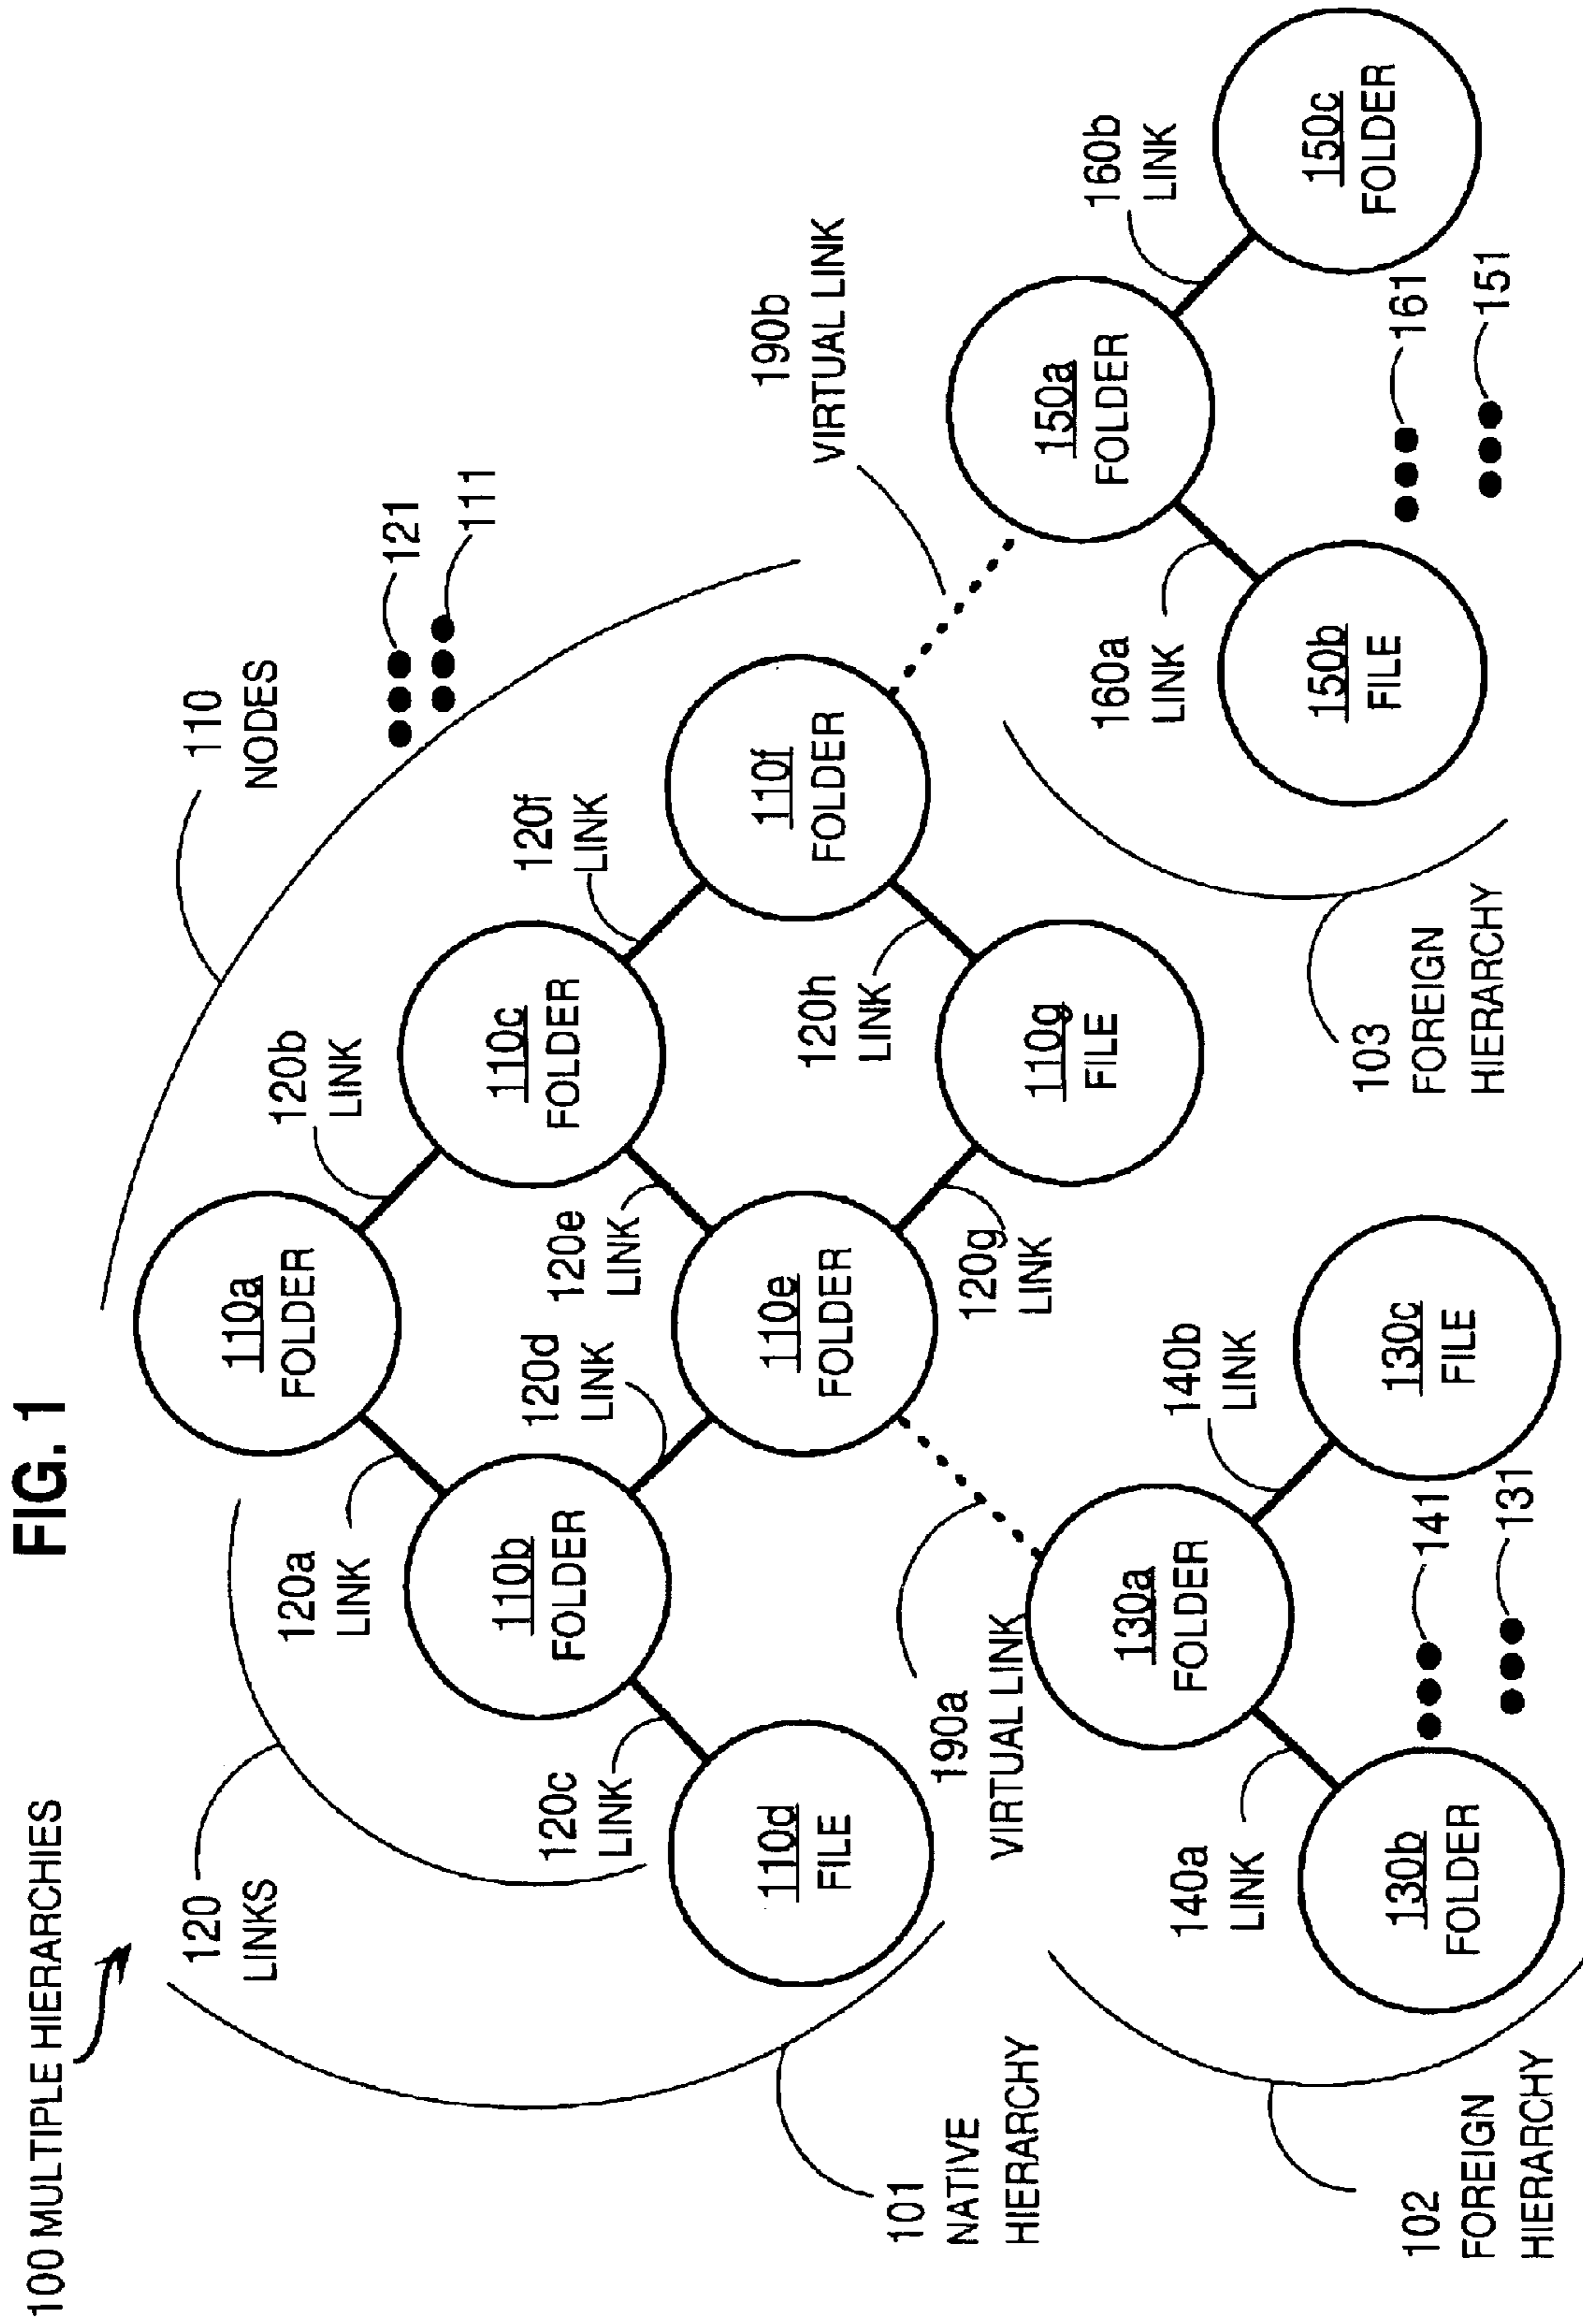 FIG. 1
100 MULTIPLE HIERARCHIES
110
NODES
120
LINKS
121
111
110a
FOLDER
120a
LINK
120b
LINK
110b
FOLDER
110c
FOLDER
120c
LINK
120d
LINK
120e
LINK
120f
LINK
110d
FILE
110e
FOLDER
110f
FOLDER
190b
VIRTUAL LINK
101
NATIVE
HIERARCHY
190a
VIRTUAL LINK
120g
LINK
120h
LINK
110g
FILE
150a
FOLDER
160a
LINK
160b
LINK
130a
FOLDER
140a
LINK
140b
LINK
103
FOREIGN
HIERARCHY
150b
FILE
150c
FOLDER
161
151
102
FOREIGN
HIERARCHY
130b
FOLDER
130c
FILE
141
131